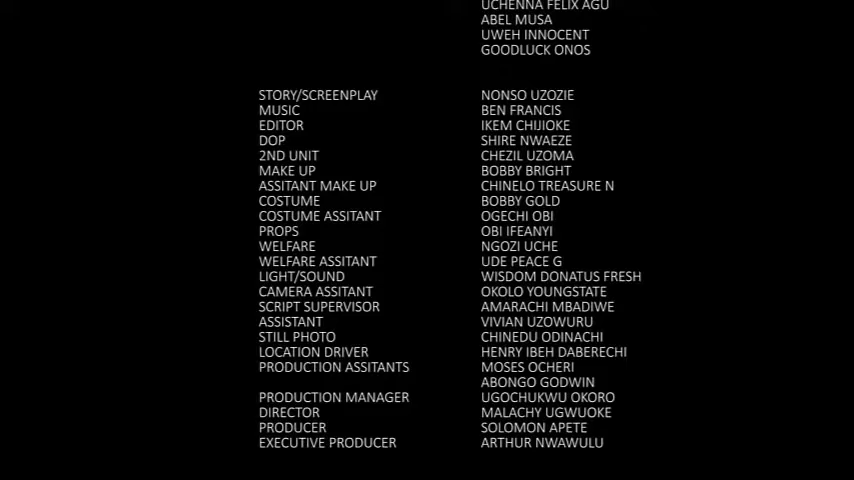 UCHENNA FELIX AGU
ABEL MUSA
UWEH INNOCENT
GOODLUCK ONOS
STORY/SCREENPLAY NONSO UZOZIE
MUSIC BEN FRANCIS
EDITOR IKEM CHIJIOKE
DOP SHIRE NWAEZE
2ND UNIT CHEZIL UZOMA
MAKE UP BOBBY BRIGHT
ASSITANT MAKE UP CHINELO TREASURE N
COSTUME BOBBY GOLD
COSTUME ASSITANT OGECHI OBI
PROPS OBI IFEANYI
WELFARE NGOZI UCHE
WELFARE ASSITANT UDE PEACE G
LIGHT/SOUND WISDOM DONATUS FRESH
CAMERA ASSITANT OKOLO YOUNGSTATE
SCRIPT SUPERVISOR AMARACHI MBADIWE
ASSISTANT VIVIAN UZOWURU
STILL PHOTO CHINEDU ODINACHI
LOCATION DRIVER HENRY IBEH DABERECHI
PRODUCTION ASSITANTS MOSES OCHERI
ABONGO GODWIN
PRODUCTION MANAGER UGOCHUKWU OKORO
DIRECTOR MALACHY UGWUOKE
PRODUCER SOLOMON APETE
EXECUTIVE PRODUCER ARTHUR NWAWULU